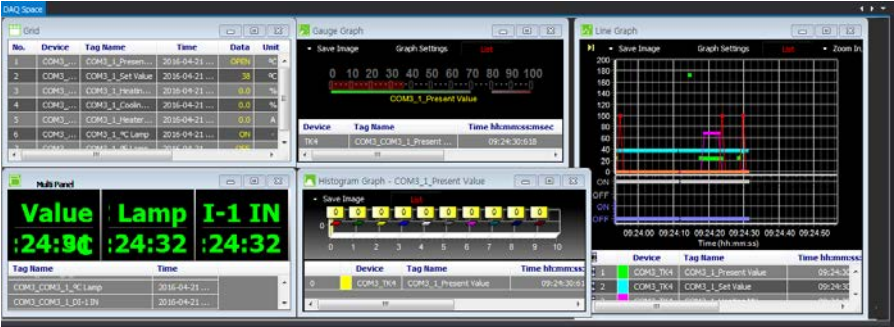 DAQ Space
Grid
No. Device Tag Name Time Data Unit
1 COM3_... COM3_1_Presen... 2016-04-21 ... OPEN ºC
2 COM3_... COM3_1_Set Value 2016-04-21 ... 38 ºC
3 COM3_... COM3_1_Heatin... 2016-04-21 ... 0.0 %
4 COM3_... COM3_1_Coolin... 2016-04-21 ... 0.0 %
5 COM3_... COM3_1_Heater... 2016-04-21 ... 0.0 A
6 COM3_... COM3_1_ºC Lamp 2016-04-21 ... ON -
Gauge Graph
Save Image Graph Settings List
0 10 20 30 40 50 60 70 80 90 100
COM3_1_Present Value
Device Tag Name Time hh:mm:ss:msec
TK4 COM3_COM3_1_Present ... 09:24:30:618
Line Graph
Save Image Graph Settings List Zoom In
200
180
160
140
120
100
80
60
40
20
0
ON
OFF
ON
OFF
09:24:00 09:24:10 09:24:20 09:24:30 09:24:40 09:24:50
Time (hh:mm:ss)
Device Tag Name Time hh:mm:ss:
1 COM3_TK4 COM3_1_Present Value 09:24:30
2 COM3_TK4 COM3_1_Set Value 09:24:30
Multi Panel
Value Lamp I-1 IN
:24:32 :24:32
Tag Name Time
COM3_COM3_1_ºC Lamp 2016-04-21 ...
COM3_COM3_1_DI-1 IN 2016-04-21 ...
Histogram Graph - COM3_1_Present Value
Save Image List
0 0 0 0 0 0 0 0 0 0
0
0 1 2 3 4 5 6 7 8 9 10
Device Tag Name Time hh:mm:ss:
0 COM3_TK4 COM3_1_Present Value 09:24:30:61